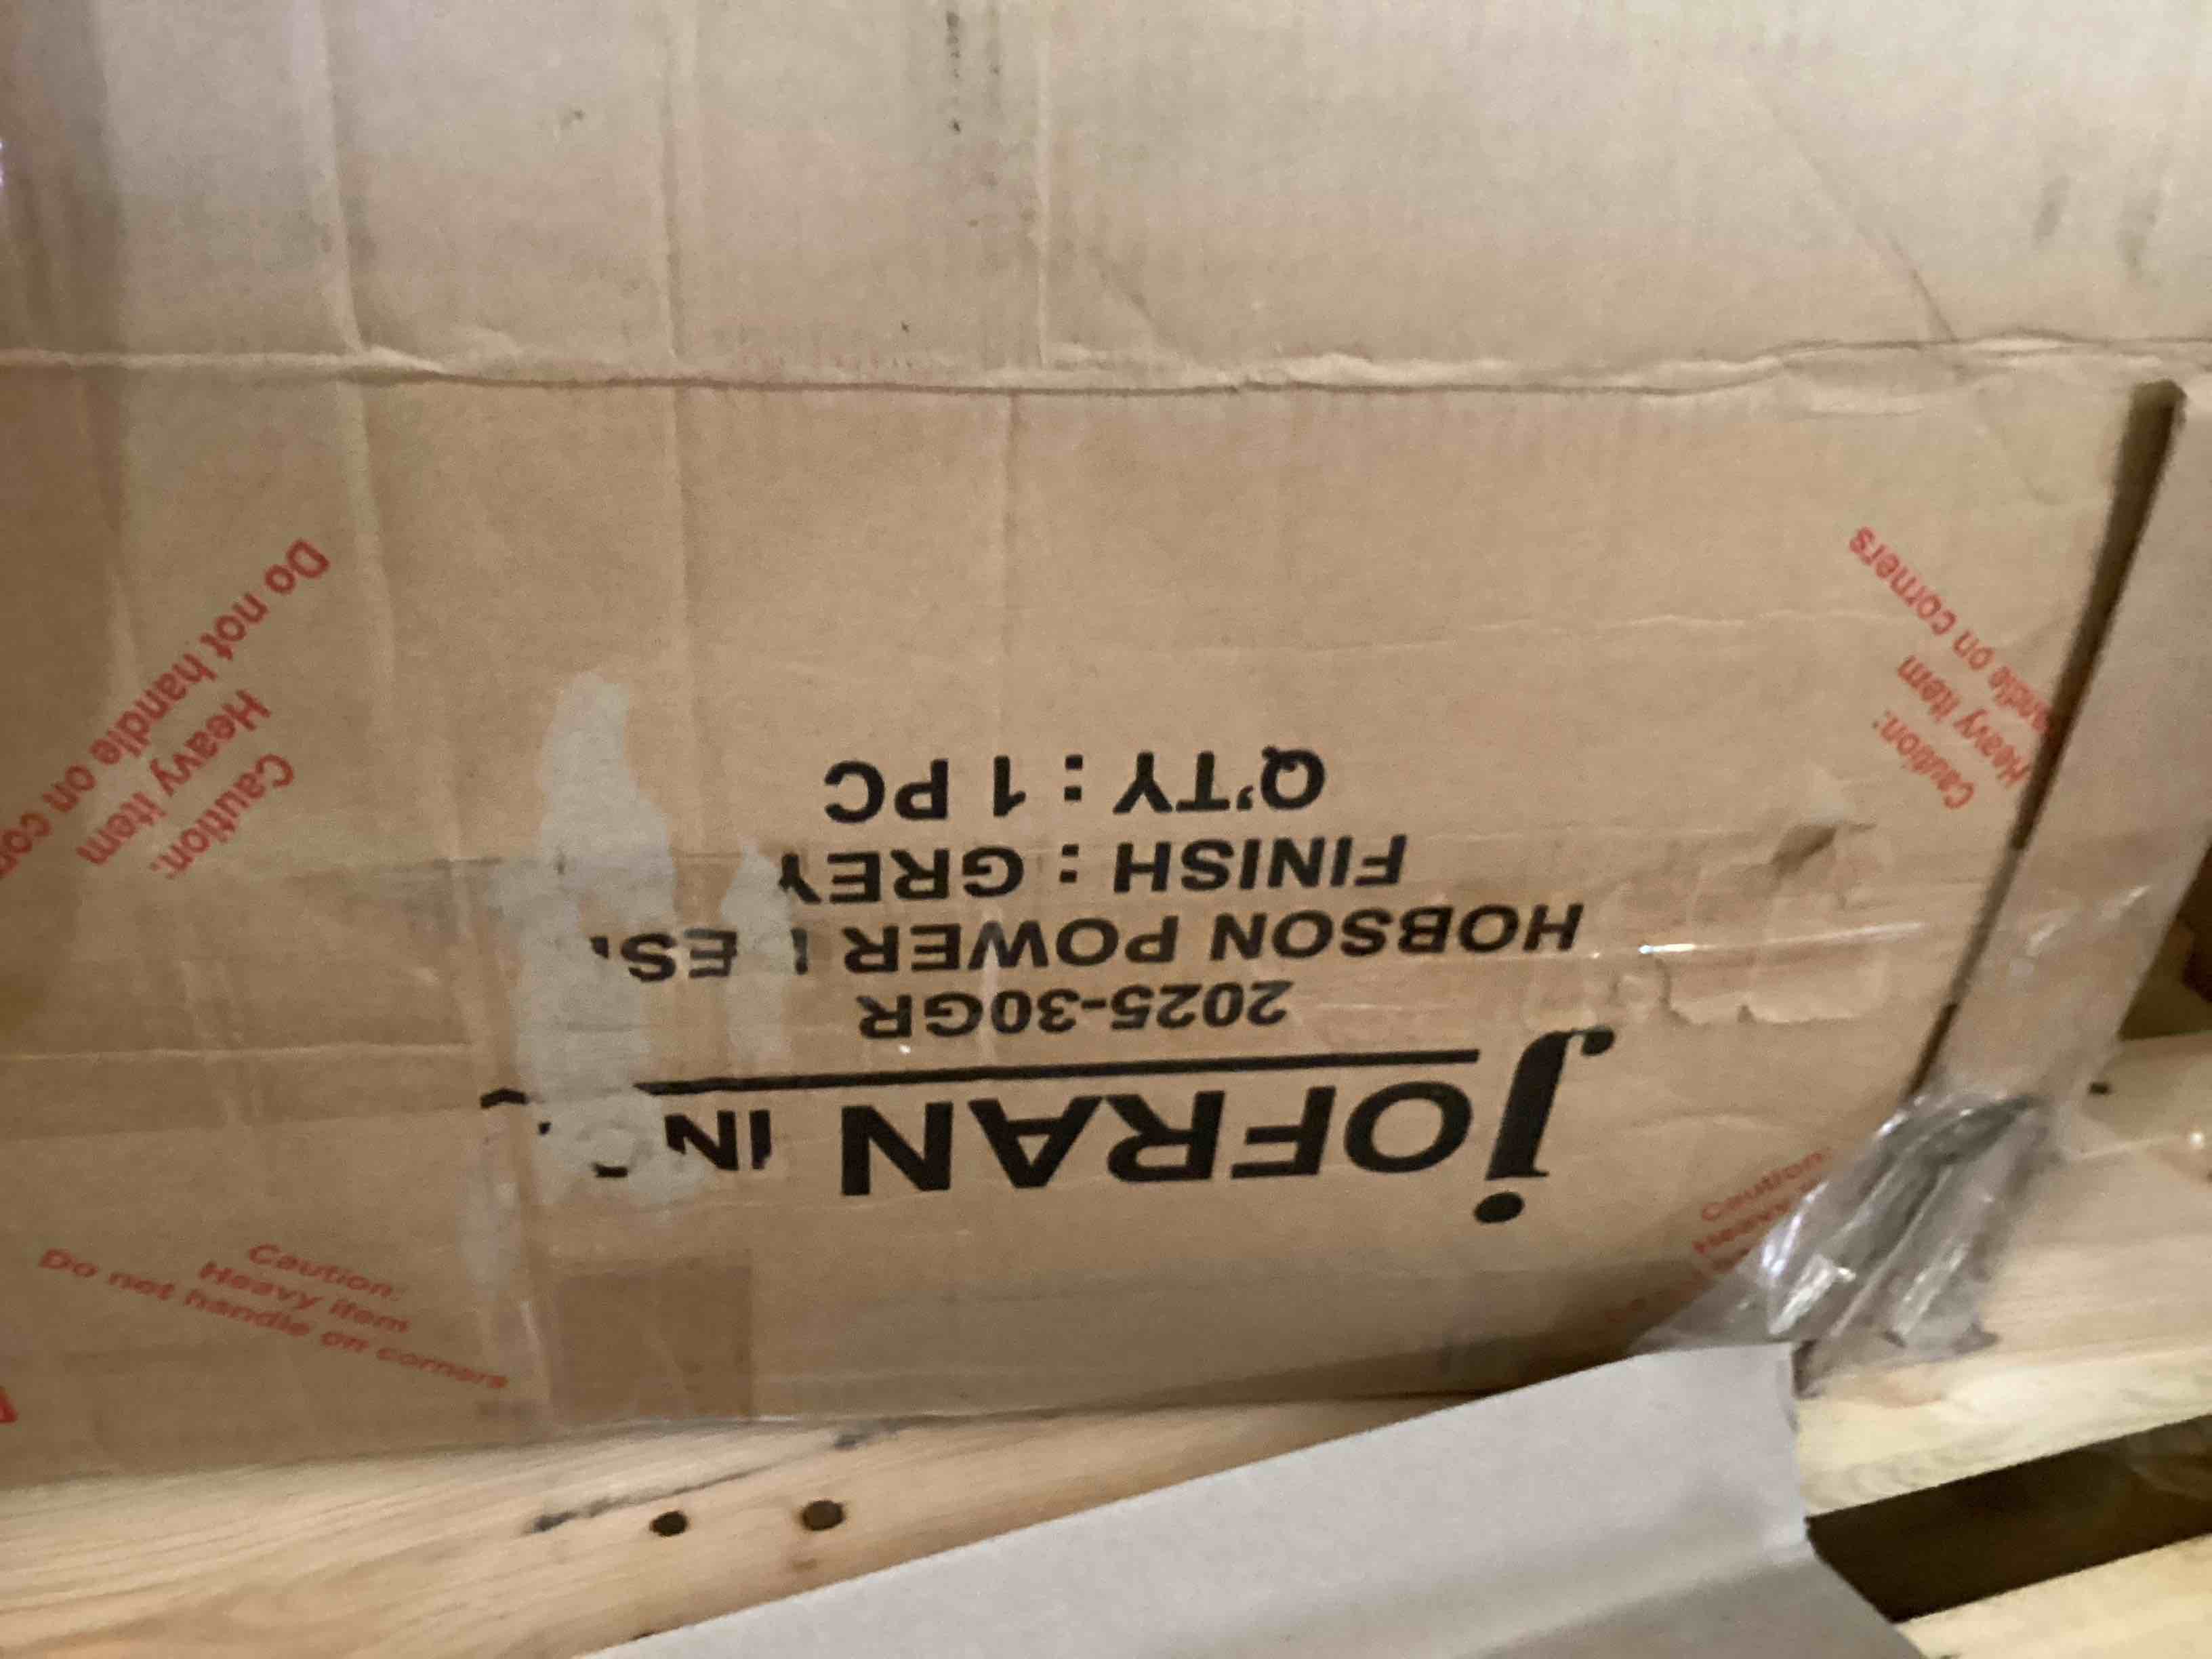 jOFRAN
2025-30GR
HOBSON POWER
FINISH : GREY
Q'TY : 1 PC
Caution:
Heavy item
Do not handle on corners
Caution:
Heavy item
Do not handle on
Caution:
Heavy item
on corners
Caution: